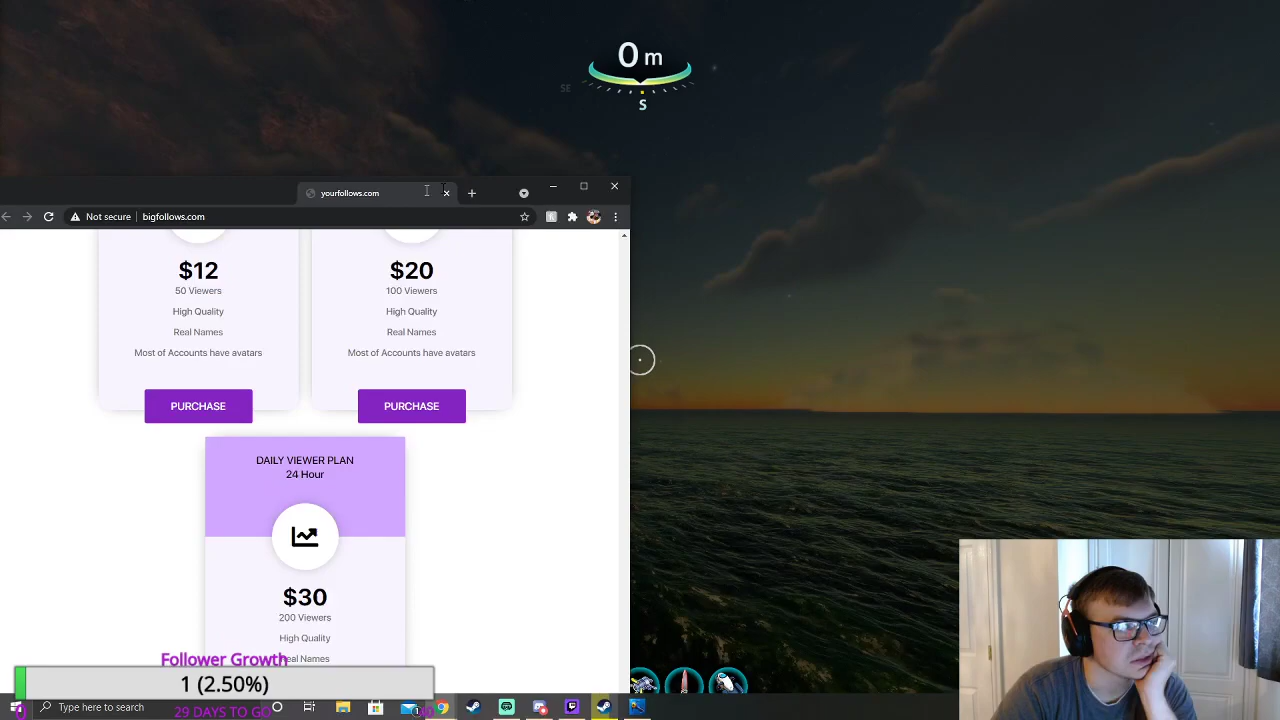 0 m
SE
S
yourfollows.com
Not secure bigfollows.com
$12
50 Viewers
High Quality
Real Names
Most of Accounts have avatars
PURCHASE
$20
100 Viewers
High Quality
Real Names
Most of Accounts have avatars
PURCHASE
DAILY VIEWER PLAN
24 Hour
$30
200 Viewers
High Quality
Real Names
Follower Growth
1 (2.50%)
0
29 DAYS TO GO
Type here to search